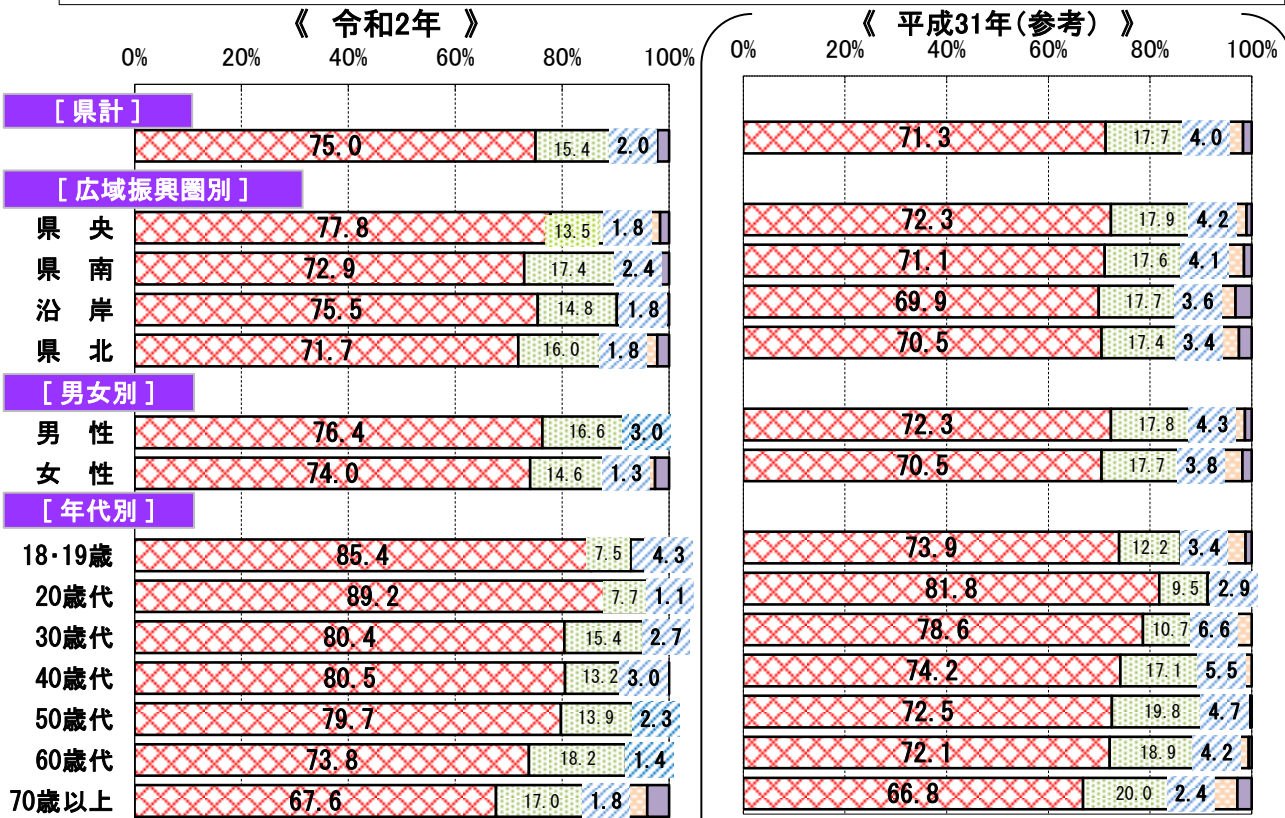 《 令和2年 》 《 平成31年(参考) 》
0% 20% 40% 60% 80% 100% 0% 20% 40% 60% 80% 100%
[ 県計 ]
75.0 15.4 2.0 71.3 17.7 4.0
[ 広域振興圏別 ]
県 央 77.8 13.5 1.8 72.3 17.9 4.2
県 南 72.9 17.4 2.4 71.1 17.6 4.1
沿 岸 75.5 14.8 1.8 69.9 17.7 3.6
県 北 71.7 16.0 1.8 70.5 17.4 3.4
[ 男女別 ]
男 性 76.4 16.6 3.0 72.3 17.8 4.3
女 性 74.0 14.6 1.3 70.5 17.7 3.8
[ 年代別 ]
18・19歳 85.4 7.5 4.3 73.9 12.2 3.4
20歳代 89.2 7.7 1.1 81.8 9.5 2.9
30歳代 80.4 15.4 2.7 78.6 10.7 6.6
40歳代 80.5 13.2 3.0 74.2 17.1 5.5
50歳代 79.7 13.9 2.3 72.5 19.8 4.7
60歳代 73.8 18.2 1.4 72.1 18.9 4.2
70歳以上 67.6 17.0 1.8 66.8 20.0 2.4